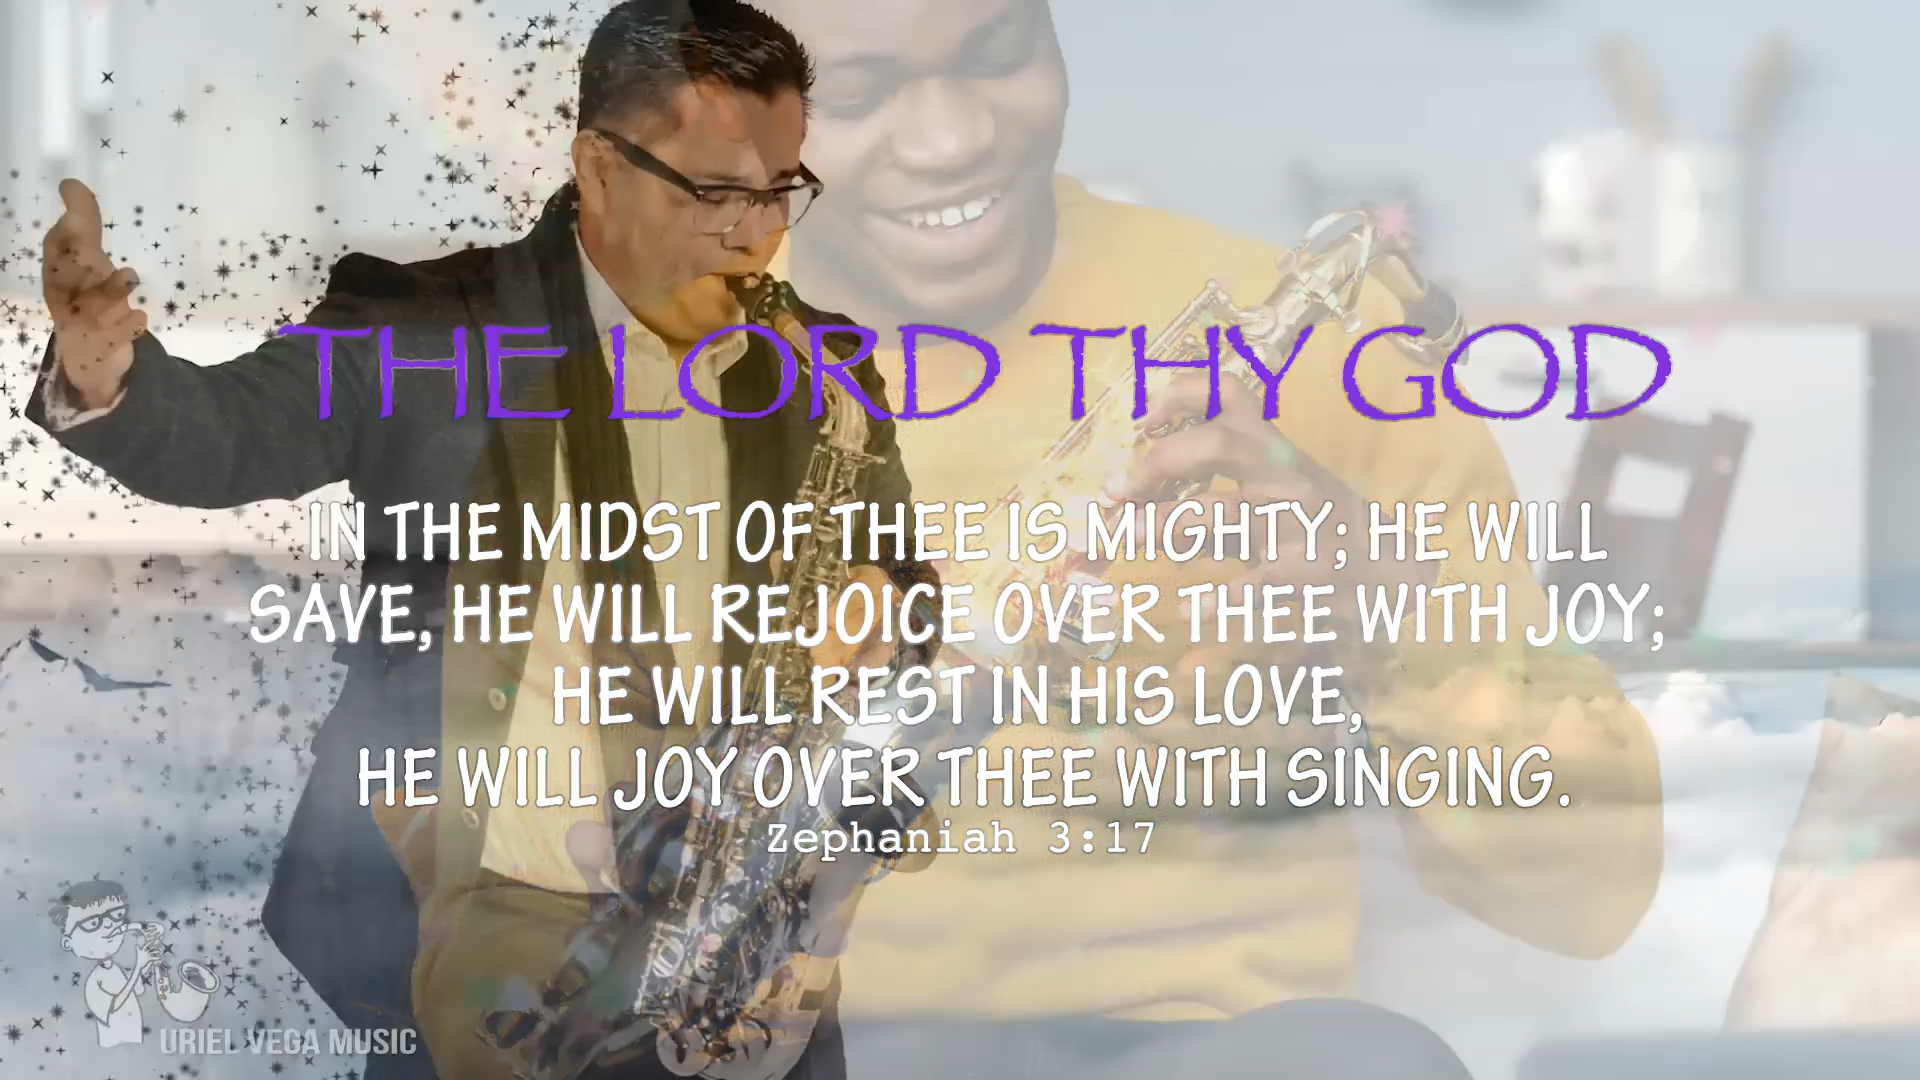 THE LORD THY GOD
IN THE MIDST OF THEE IS MIGHTY; HE WILL
SAVE, HE WILL REJOICE OVER THEE WITH JOY;
HE WILL REST IN HIS LOVE,
HE WILL JOY OVER THEE WITH SINGING.
Zephaniah 3:17
URIEL VEGA MUSIC